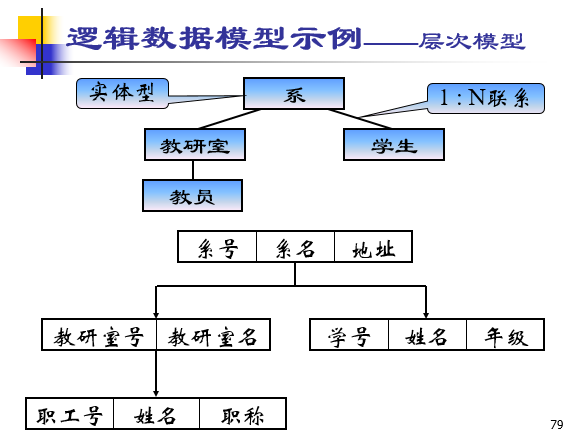 逻辑数据模型示例——层次模型
实体型
系
1:N联系
教研室
学生
教员
系号 系名 地址
教研室号 教研室名
学号 姓名 年级
职工号 姓名 职称
79